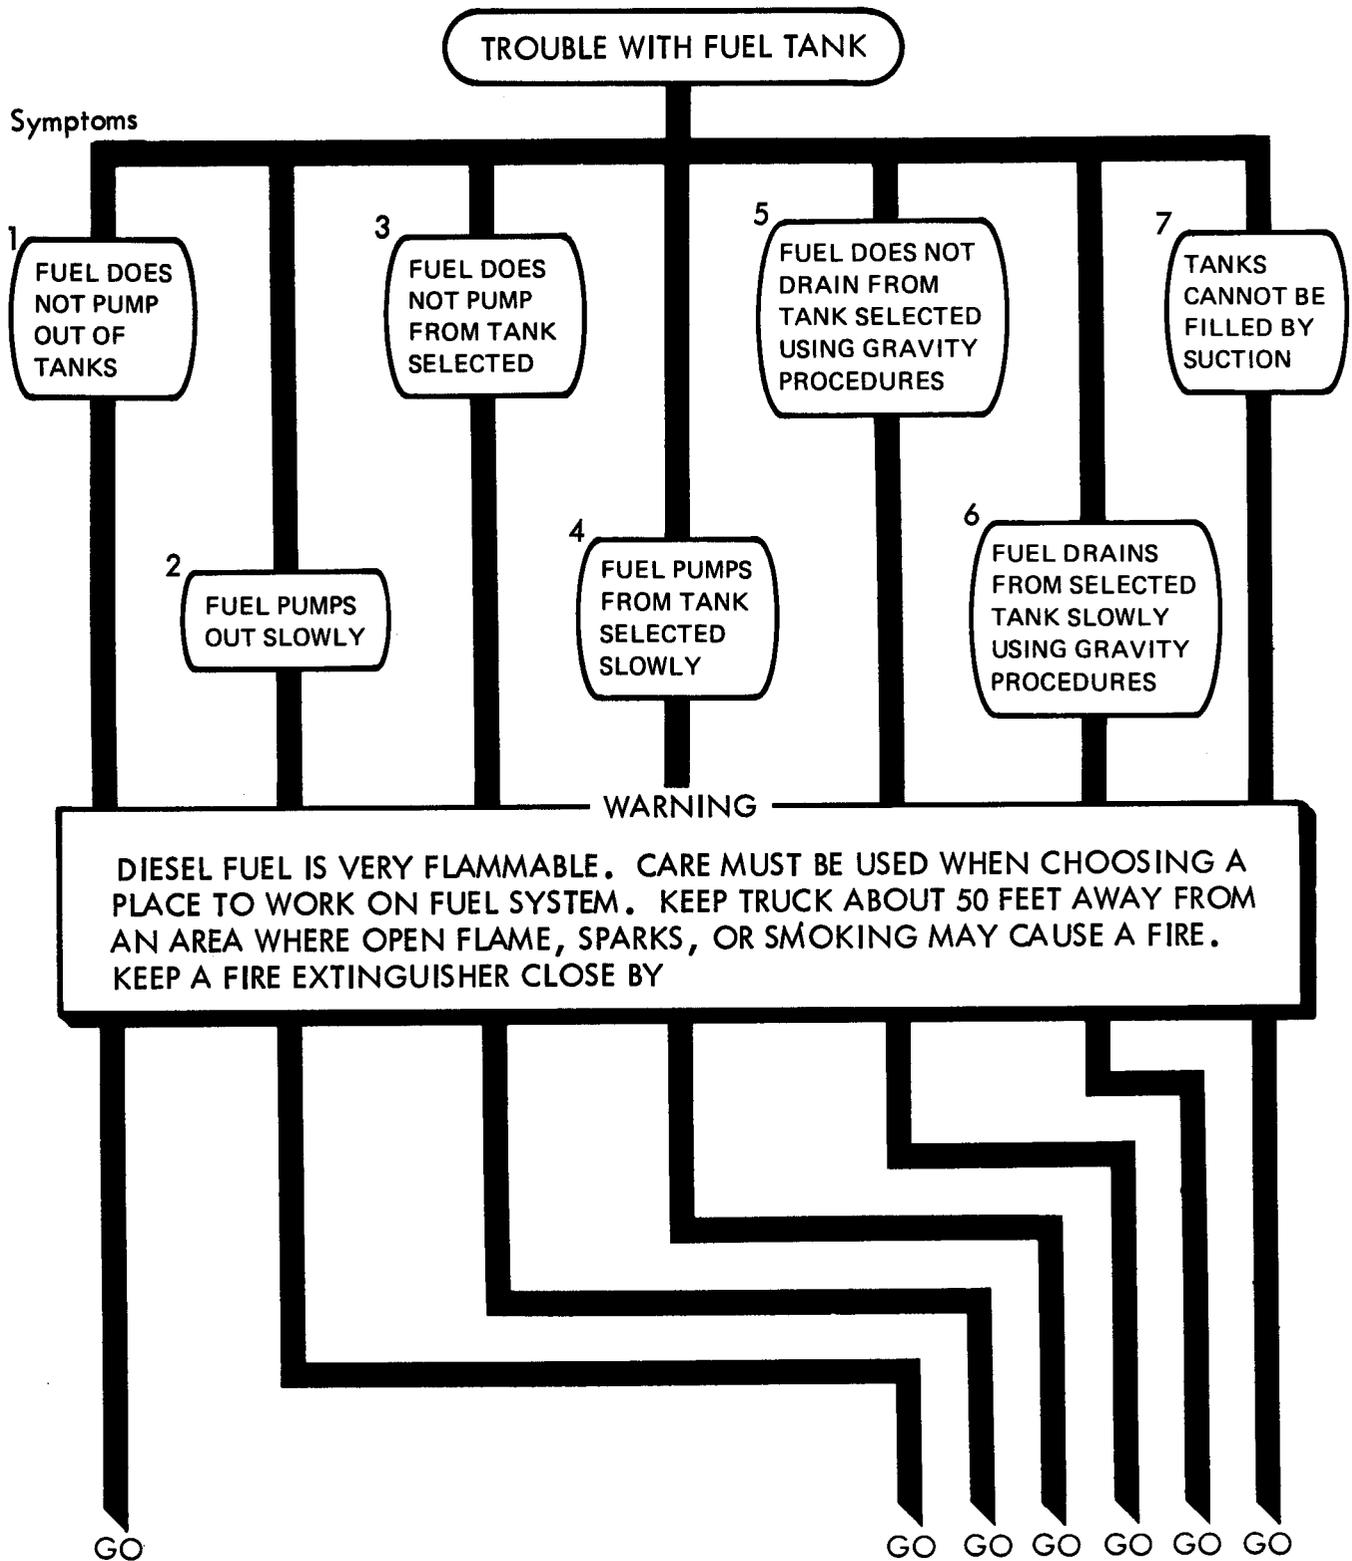 TROUBLE WITH FUEL TANK
Symptoms
1
FUEL DOES
NOT PUMP
OUT OF
TANKS
2
FUEL PUMPS
OUT SLOWLY
3
FUEL DOES
NOT PUMP
FROM TANK
SELECTED
4
FUEL PUMPS
FROM TANK
SELECTED
SLOWLY
5
FUEL DOES NOT
DRAIN FROM
TANK SELECTED
USING GRAVITY
PROCEDURES
6
FUEL DRAINS
FROM SELECTED
TANK SLOWLY
USING GRAVITY
PROCEDURES
7
TANKS
CANNOT BE
FILLED BY
SUCTION
WARNING
DIESEL FUEL IS VERY FLAMMABLE. CARE MUST BE USED WHEN CHOOSING A
PLACE TO WORK ON FUEL SYSTEM. KEEP TRUCK ABOUT 50 FEET AWAY FROM
AN AREA WHERE OPEN FLAME, SPARKS, OR SMOKING MAY CAUSE A FIRE.
KEEP A FIRE EXTINGUISHER CLOSE BY
GO GO GO GO GO GO GO